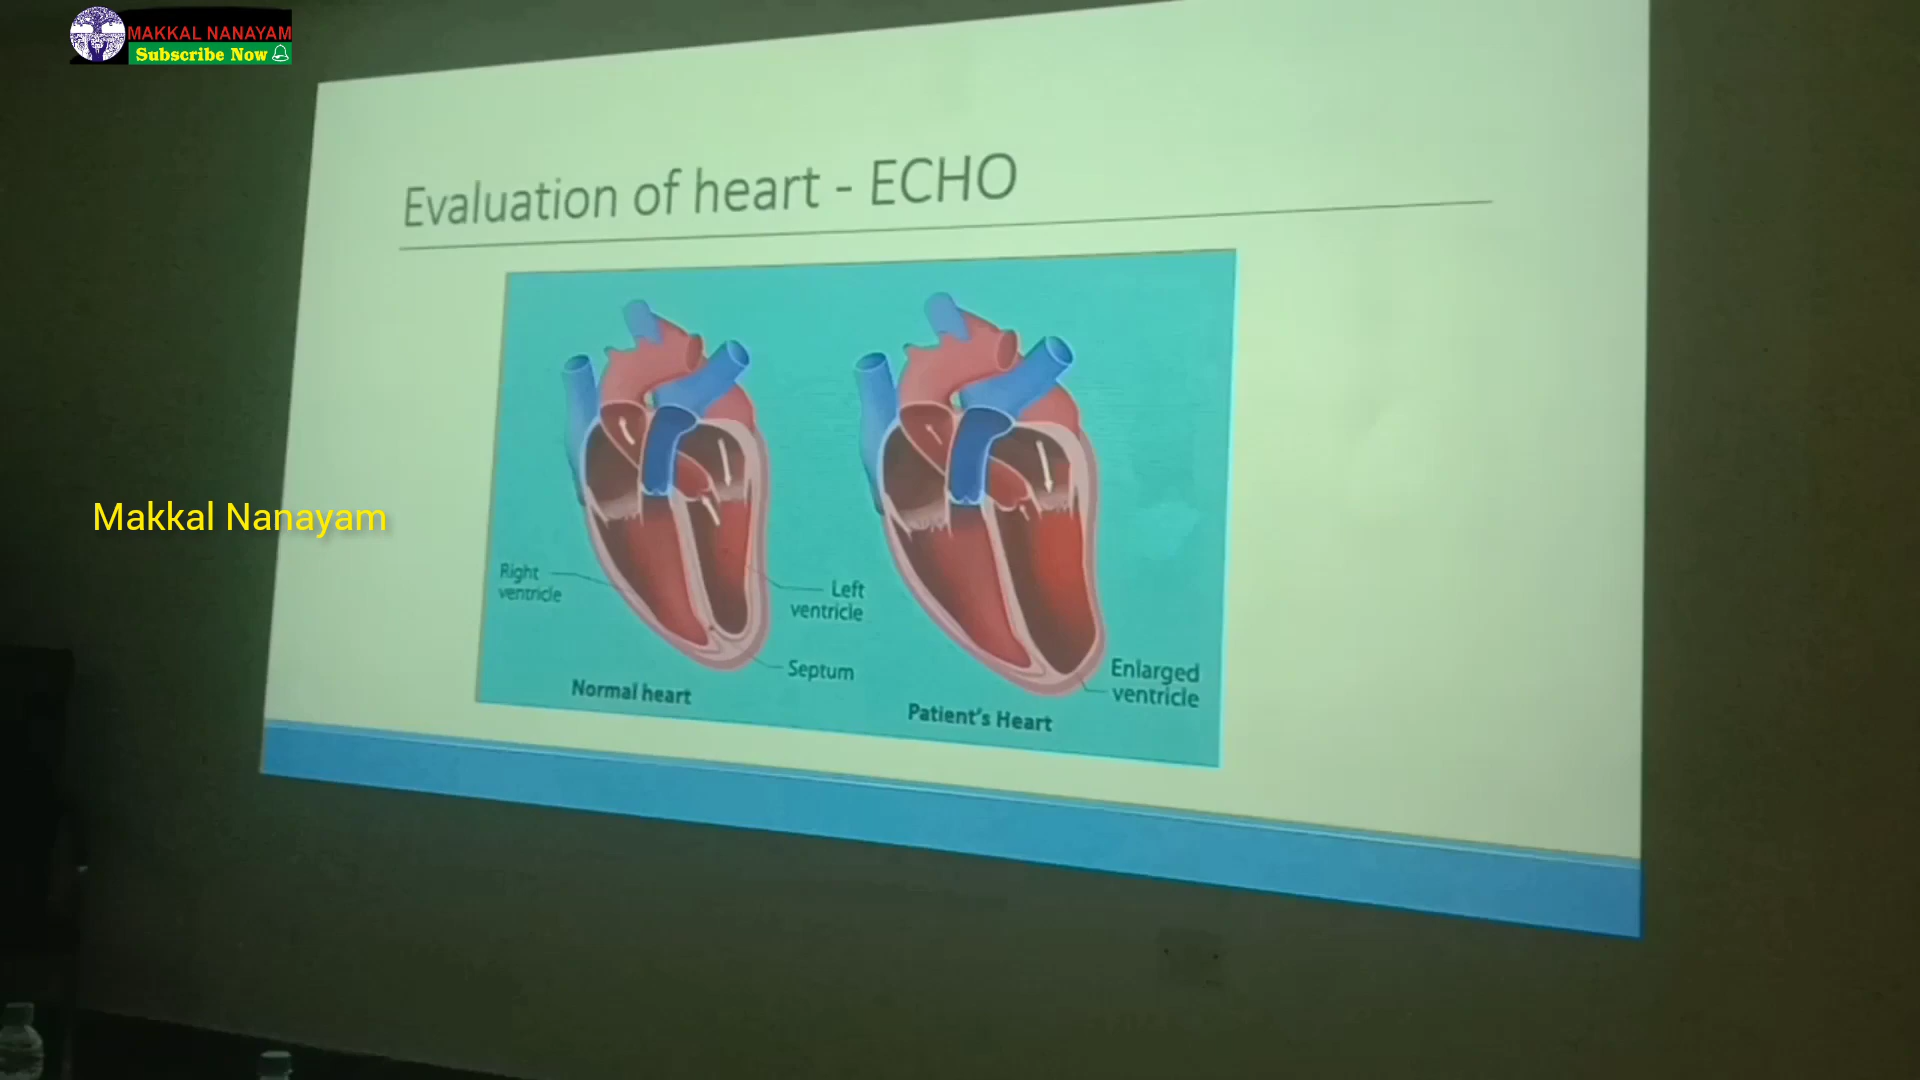 MAKKAL NANAYAM
Subscribe Now
Evaluation of heart - ECHO
Makkal Nanayam
Right
ventricle
Left
ventricle
Septum
Normal heart
Enlarged
ventricle
Patient's Heart